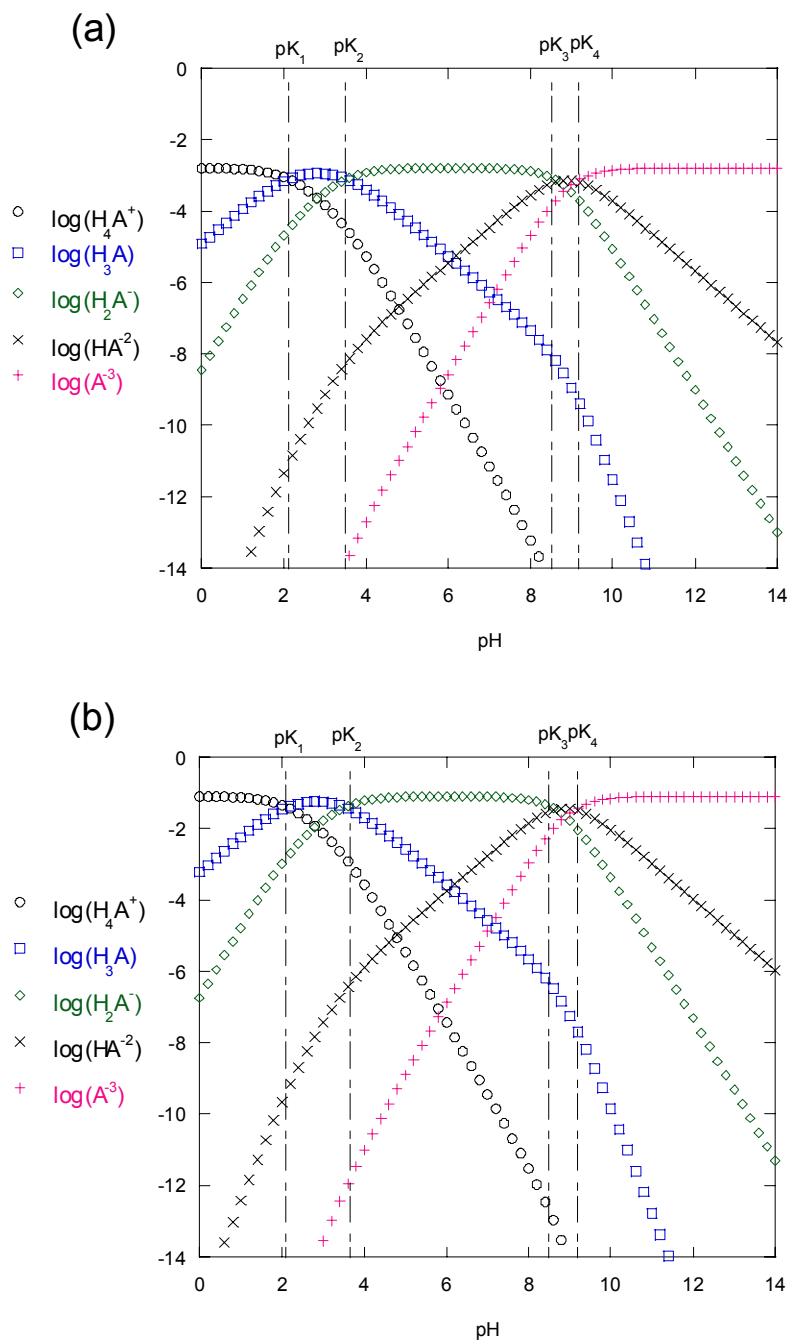 (a)
pK₁ pK₂ pK₃pK₄
0
-2
-4
-6
-8
-10
-12
-14
log(H₄A⁺)
log(H₃A)
log(H₂A⁻)
log(HA⁻²)
log(A⁻³)
0 2 4 6 8 10 12 14
pH
(b)
pK₁ pK₂ pK₃pK₄
0
-2
-4
-6
-8
-10
-12
-14
log(H₄A⁺)
log(H₃A)
log(H₂A⁻)
log(HA⁻²)
log(A⁻³)
0 2 4 6 8 10 12 14
pH